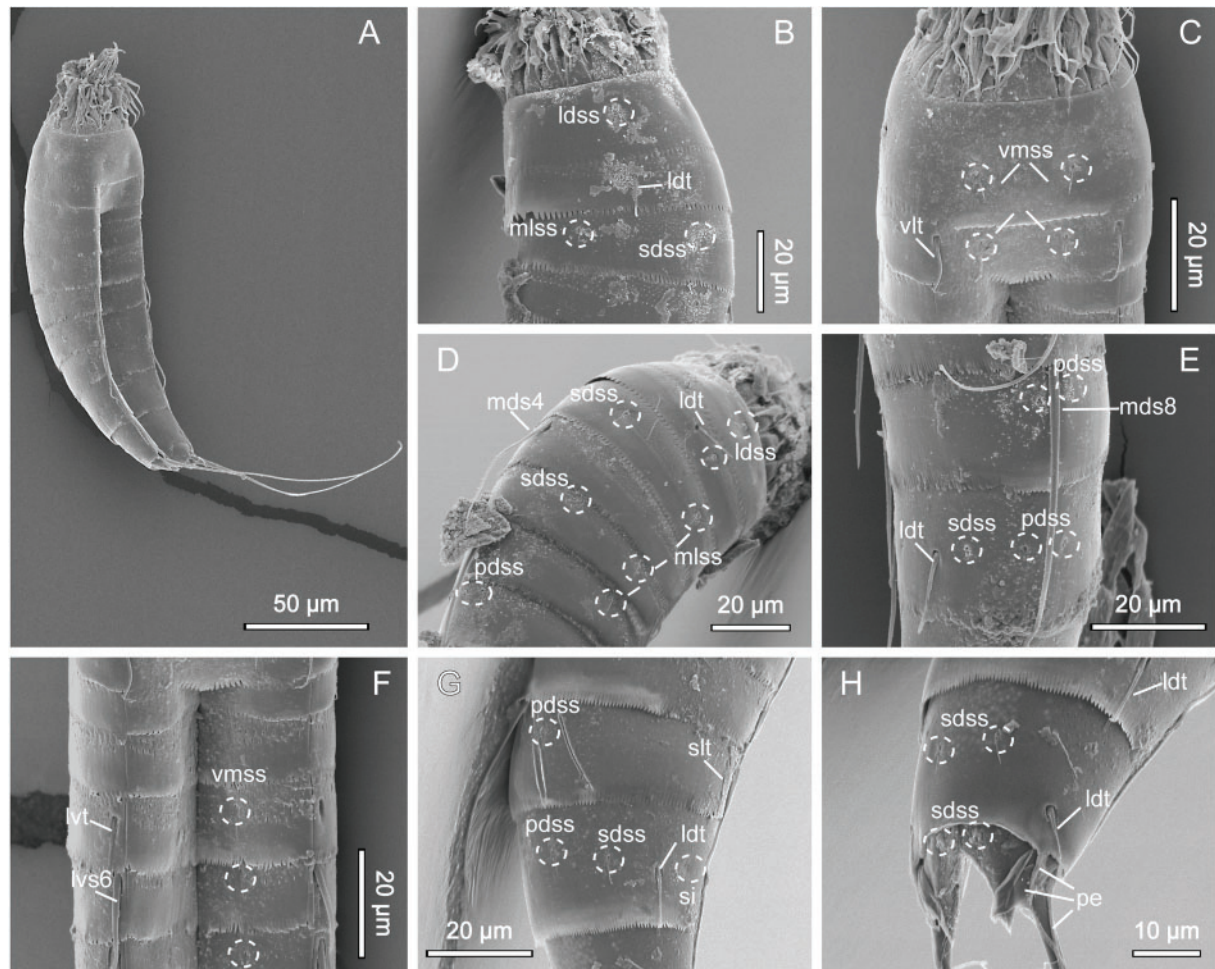 A
50 µm
B
ldss
ldt
mlss
sdss
20 µm
C
vmss
vlt
20 µm
D
mds4
sdss
ldt
ldss
sdss
mlss
pdss
20 µm
E
pdss
mds8
sdss
pdss
ldt
20 µm
F
vmss
lvt
lvs6
20 µm
G
pdss
slt
pdss
sdss
ldt
si
20 µm
H
ldt
sdss
sdss
ldt
pe
10 µm